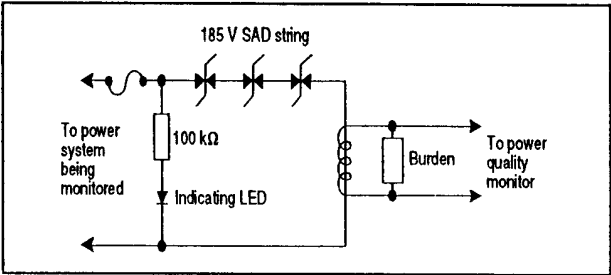 185 V SAD string
To power
system
being
monitored
100 kΩ
Indicating LED
Burden
To power
quality
monitor